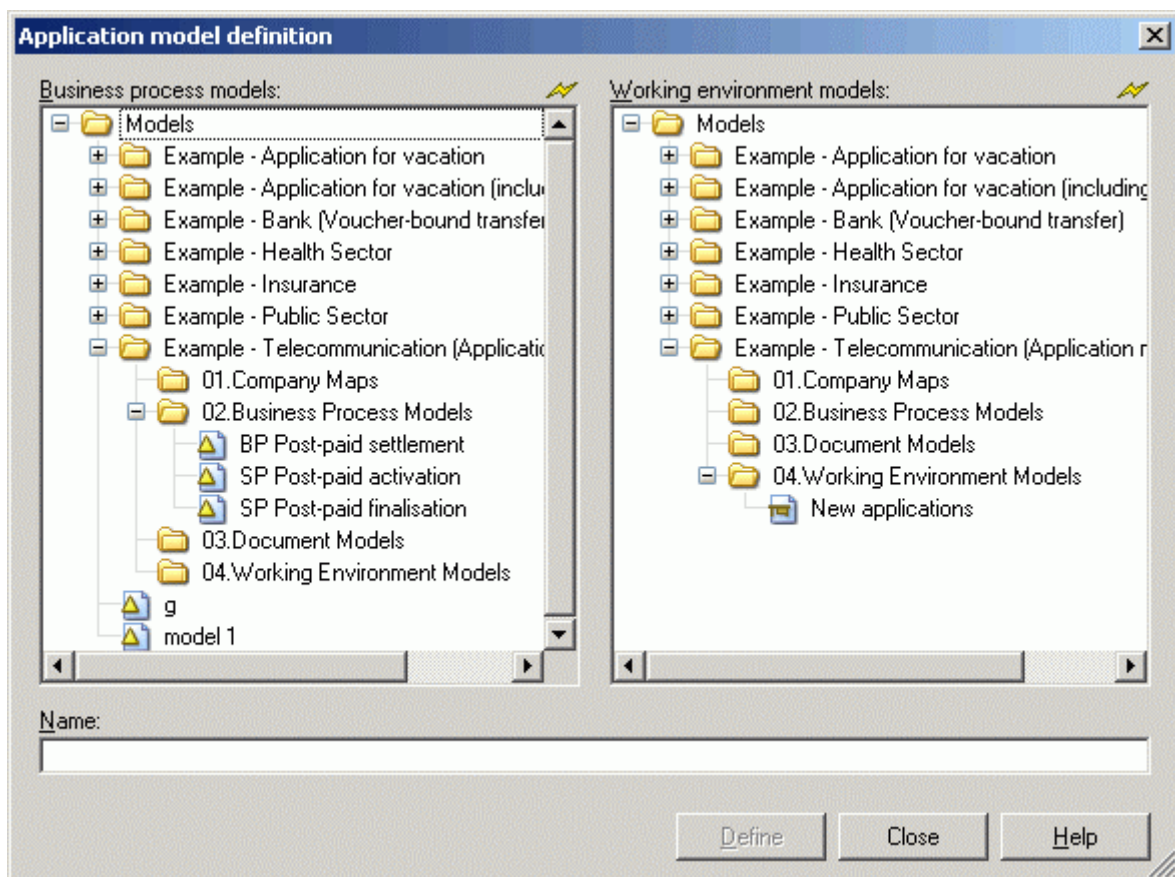 Application model definition
Business process models:
Models
Example - Application for vacation
Example - Application for vacation (inclu
Example - Bank (Voucher-bound transfer
Example - Health Sector
Example - Insurance
Example - Public Sector
Example - Telecommunication (Applicatio
01.Company Maps
02.Business Process Models
BP Post-paid settlement
SP Post-paid activation
SP Post-paid finalisation
03.Document Models
04.Working Environment Models
g
model 1
Working environment models:
Models
Example - Application for vacation
Example - Application for vacation (including
Example - Bank (Voucher-bound transfer)
Example - Health Sector
Example - Insurance
Example - Public Sector
Example - Telecommunication (Application
01.Company Maps
02.Business Process Models
03.Document Models
04.Working Environment Models
New applications
Name:
Define
Close
Help